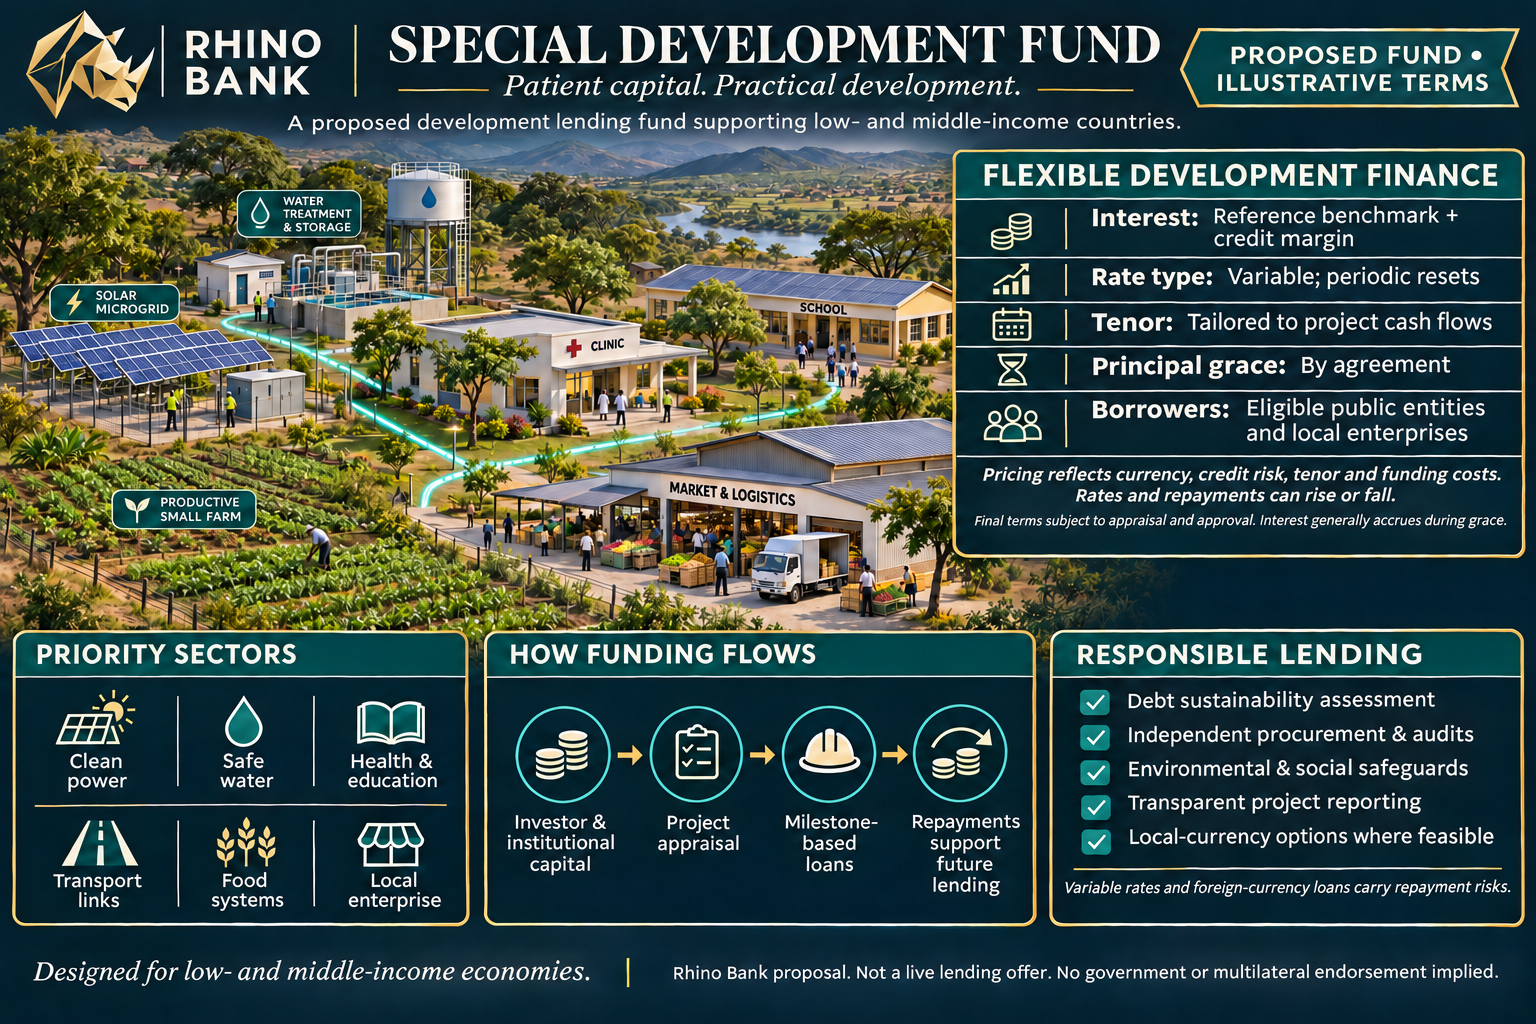 RHINO
BANK
SPECIAL DEVELOPMENT FUND
Patient capital. Practical development.
A proposed development lending fund supporting low- and middle-income countries.
PROPOSED FUND •
ILLUSTRATIVE TERMS
WATER
TREATMENT
& STORAGE
SOLAR
MICROGRID
CLINIC
SCHOOL
MARKET & LOGISTICS
PRODUCTIVE
SMALL FARM
FLEXIBLE DEVELOPMENT FINANCE
Interest: Reference benchmark +
credit margin
Rate type: Variable; periodic resets
Tenor: Tailored to project cash flows
Principal grace: By agreement
Borrowers: Eligible public entities
and local enterprises
Pricing reflects currency, credit risk, tenor and funding costs.
Rates and repayments can rise or fall.
Final terms subject to appraisal and approval. Interest generally accrues during grace.
PRIORITY SECTORS
Clean
power
Safe
water
Health &
education
Transport
links
Food
systems
Local
enterprise
HOW FUNDING FLOWS
Investor &
institutional
capital
Project
appraisal
Milestone-
based
loans
Repayments
support
future
lending
RESPONSIBLE LENDING
Debt sustainability assessment
Independent procurement & audits
Environmental & social safeguards
Transparent project reporting
Local-currency options where feasible
Variable rates and foreign-currency loans carry repayment risks.
Designed for low- and middle-income economies.
Rhino Bank proposal. Not a live lending offer. No government or multilateral endorsement implied.